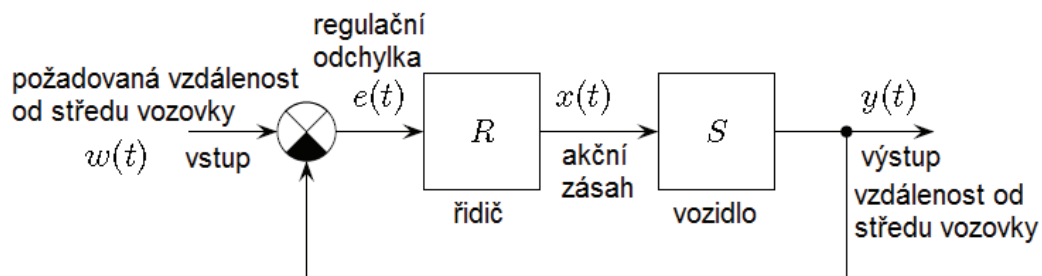 regulační
odchylka
požadovaná vzdálenost
od středu vozovky
e(t)
x(t)
y(t)
R
S
w(t)
vstup
akční
zásah
výstup
řidič
vozidlo
vzdálenost od
středu vozovky